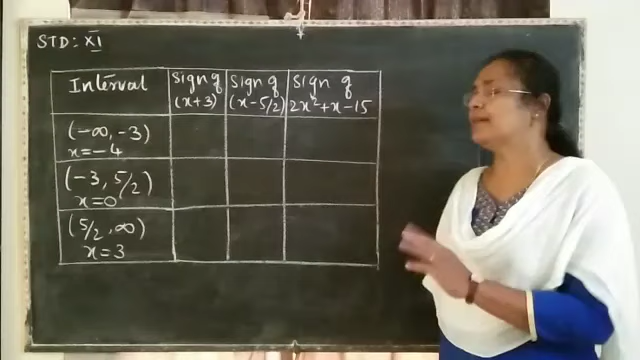 STD: XI
Interval
Sign of
(x+3)
Sign of
(x-5/2)
Sign of
2x²+x-15
(-∞, -3)
x=-4
(-3, 5/2)
x=0
(5/2, ∞)
x=3